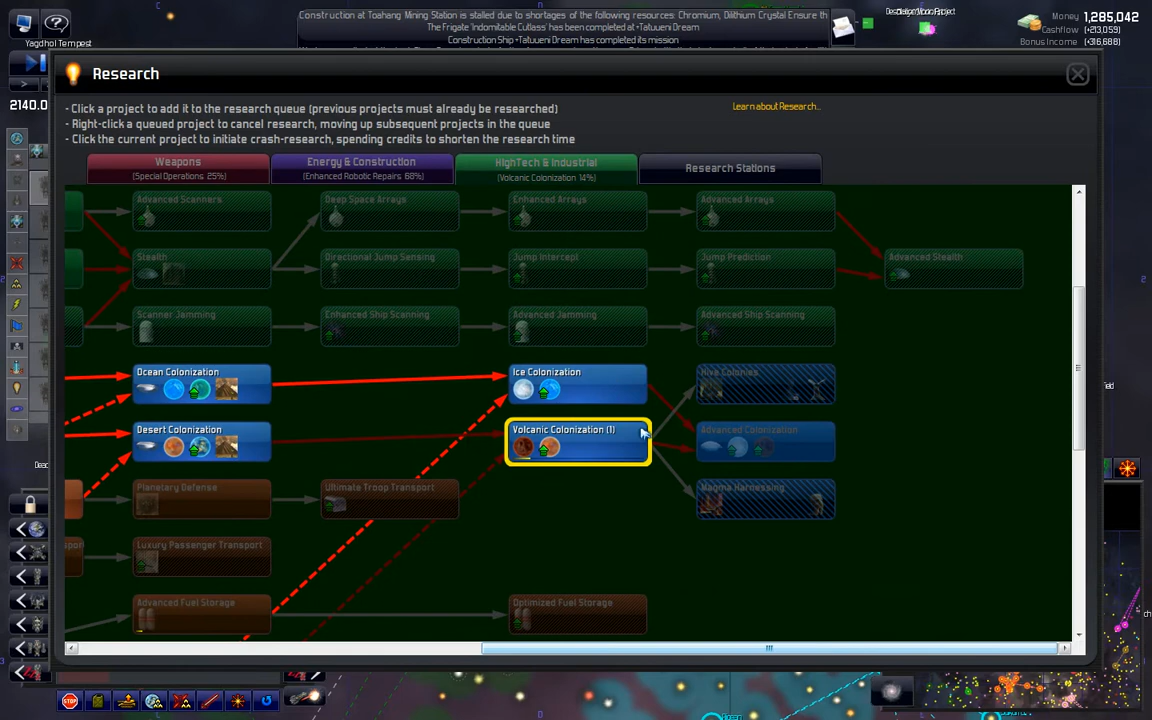 Construction at Toahang Mining Station is stalled due to shortages of the following resources: Chromium, Dilithium Crystal Ensure th
The Frigate 'Indomitable Cutlass' has been completed at +Tatuueni Dream
Construction Ship +Tatuueni Dream has completed its mission
Money 1,285,042
Cashflow (+213,059)
Bonus Income (+316,688)
Yagdhol Tempest
Research
2140.0
- Click a project to add it to the research queue (previous projects must already be researched)
Learn about Research...
- Right-click a queued project to cancel research, moving up subsequent projects in the queue
- Click the current project to initiate crash-research, spending credits to shorten the research time
Weapons
(Special Operations: 25%)
Energy & Construction
(Enhanced Robotic Repairs: 68%)
HighTech & Industrial
(Volcanic Colonization: 14%)
Research Stations
Advanced Scanners
Deep Space Arrays
Enhanced Arrays
Advanced Arrays
Stealth
Directional Jump Sensing
Jump Intercept
Jump Prediction
Advanced Stealth
Scanner Jamming
Enhanced Ship Scanning
Advanced Jamming
Advanced Ship Scanning
Ocean Colonization
Ice Colonization
Hive Colonies
Desert Colonization
Volcanic Colonization (1)
Advanced Colonization
Planetary Defense
Ultimate Troop Transport
Magma Harnessing
Luxury Passenger Transport
Advanced Fuel Storage
Optimized Fuel Storage